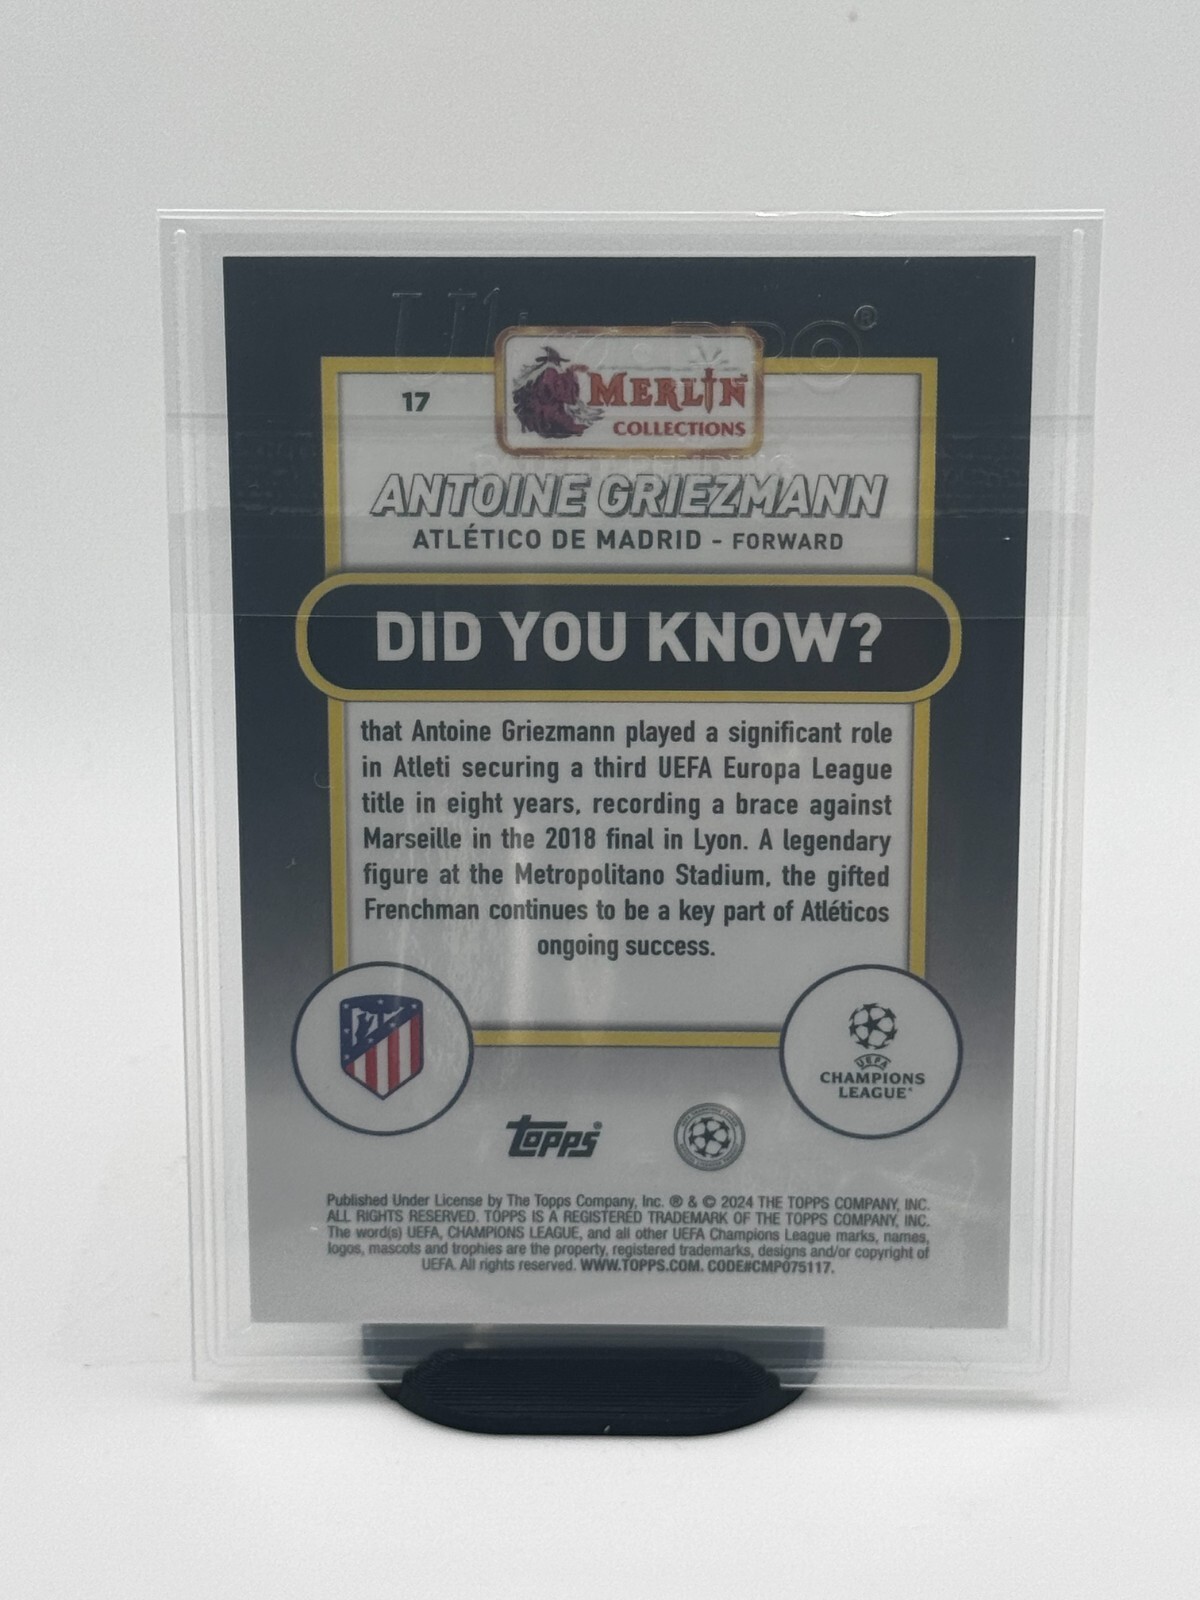 Ultra·PRO®
17
MERLIN
COLLECTIONS
ANTOINE GRIEZMANN
ATLÉTICO DE MADRID - FORWARD
DID YOU KNOW?
that Antoine Griezmann played a significant role
in Atleti securing a third UEFA Europa League
title in eight years, recording a brace against
Marseille in the 2018 final in Lyon. A legendary
figure at the Metropolitano Stadium, the gifted
Frenchman continues to be a key part of Atléticos
ongoing success.
UEFA
CHAMPIONS
LEAGUE
topps®
Published Under License by The Topps Company, Inc. ® & © 2024 THE TOPPS COMPANY, INC.
ALL RIGHTS RESERVED. TOPPS IS A REGISTERED TRADEMARK OF THE TOPPS COMPANY, INC.
The word(s) UEFA, CHAMPIONS LEAGUE, and all other UEFA Champions League marks, names,
logos, mascots and trophies are the property, registered trademarks, designs and/or copyright of
UEFA. All rights reserved. WWW.TOPPS.COM. CODE#CMP075117.